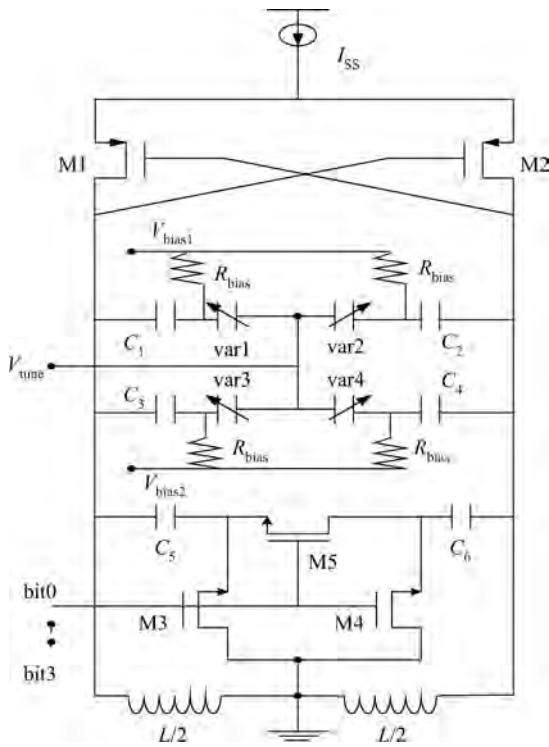 I_SS
M1
M2
V_bias1
R_bias
R_bias
C_1
var1
var2
C_2
V_tune
var3
var4
C_3
C_4
R_bias
R_bias
V_bias2
C_5
C_6
M5
bit0
M3
M4
bit3
L/2
L/2